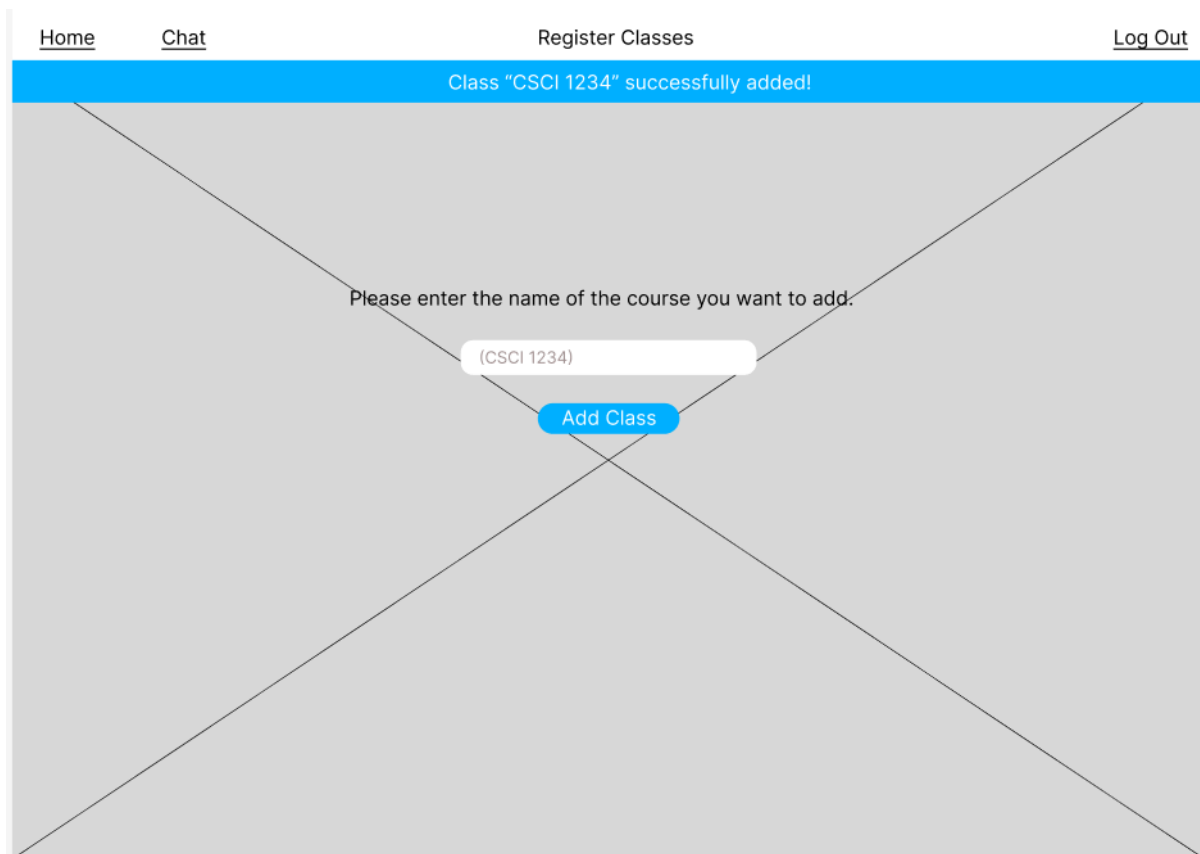 Home Chat Register Classes Log Out
Class “CSCI 1234” successfully added!
Please enter the name of the course you want to add.
(CSCI 1234)
Add Class